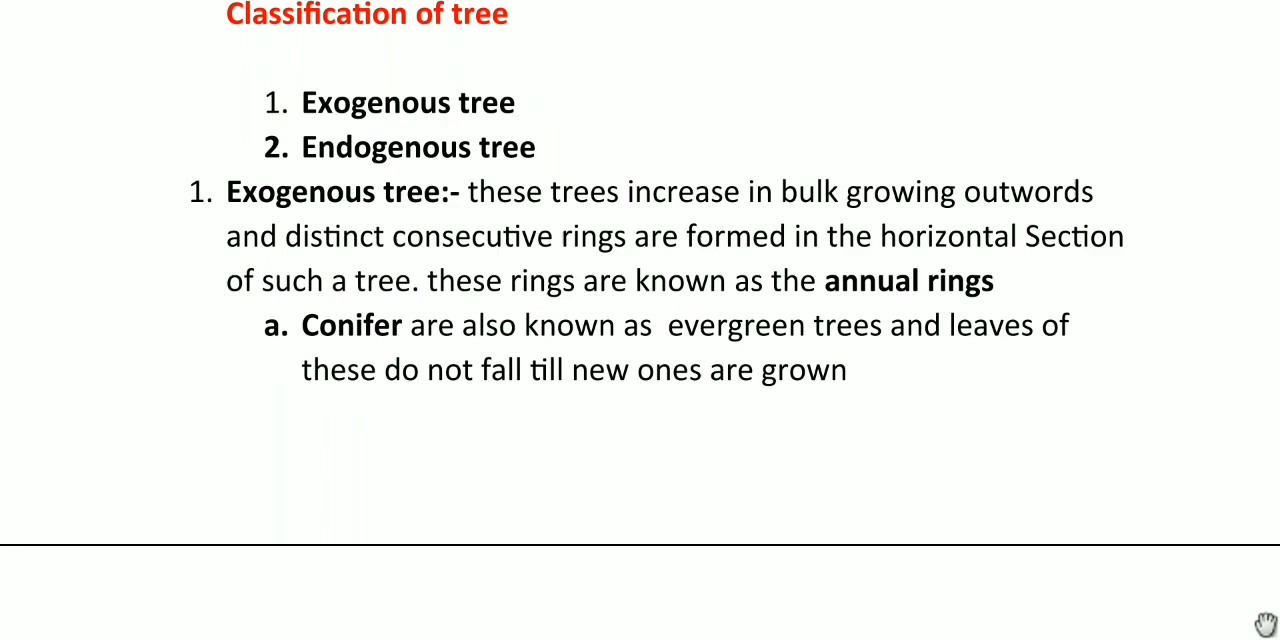 Classification of tree
1. Exogenous tree
2. Endogenous tree
1. Exogenous tree:- these trees increase in bulk growing outwords
and distinct consecutive rings are formed in the horizontal Section
of such a tree. these rings are known as the annual rings
a. Conifer are also known as evergreen trees and leaves of
these do not fall till new ones are grown